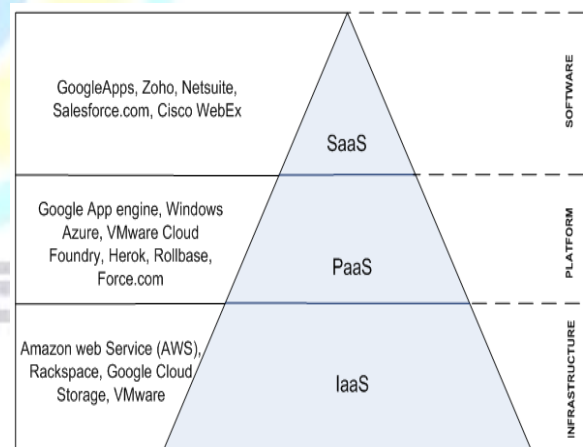 GoogleApps, Zoho, Netsuite,
Salesforce.com, Cisco WebEx
SaaS
SOFTWARE
Google App engine, Windows
Azure, VMware Cloud
Foundry, Herok, Rollbase,
Force.com
PaaS
PLATFORM
Amazon web Service (AWS),
Rackspace, Google Cloud
Storage, VMware
IaaS
INFRASTRUCTURE